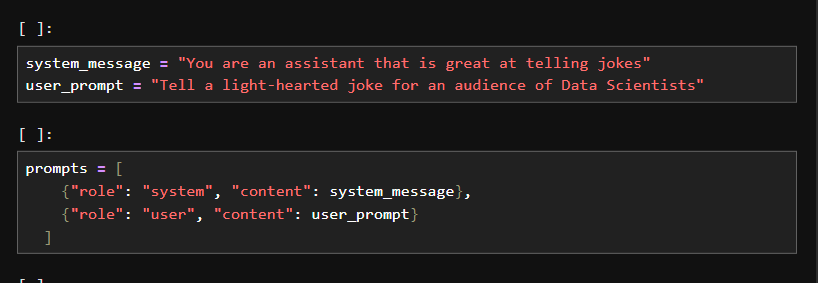 [ ]:
system_message = "You are an assistant that is great at telling jokes"
user_prompt = "Tell a light-hearted joke for an audience of Data Scientists"
[ ]:
prompts = [
    {"role": "system", "content": system_message},
    {"role": "user", "content": user_prompt}
  ]